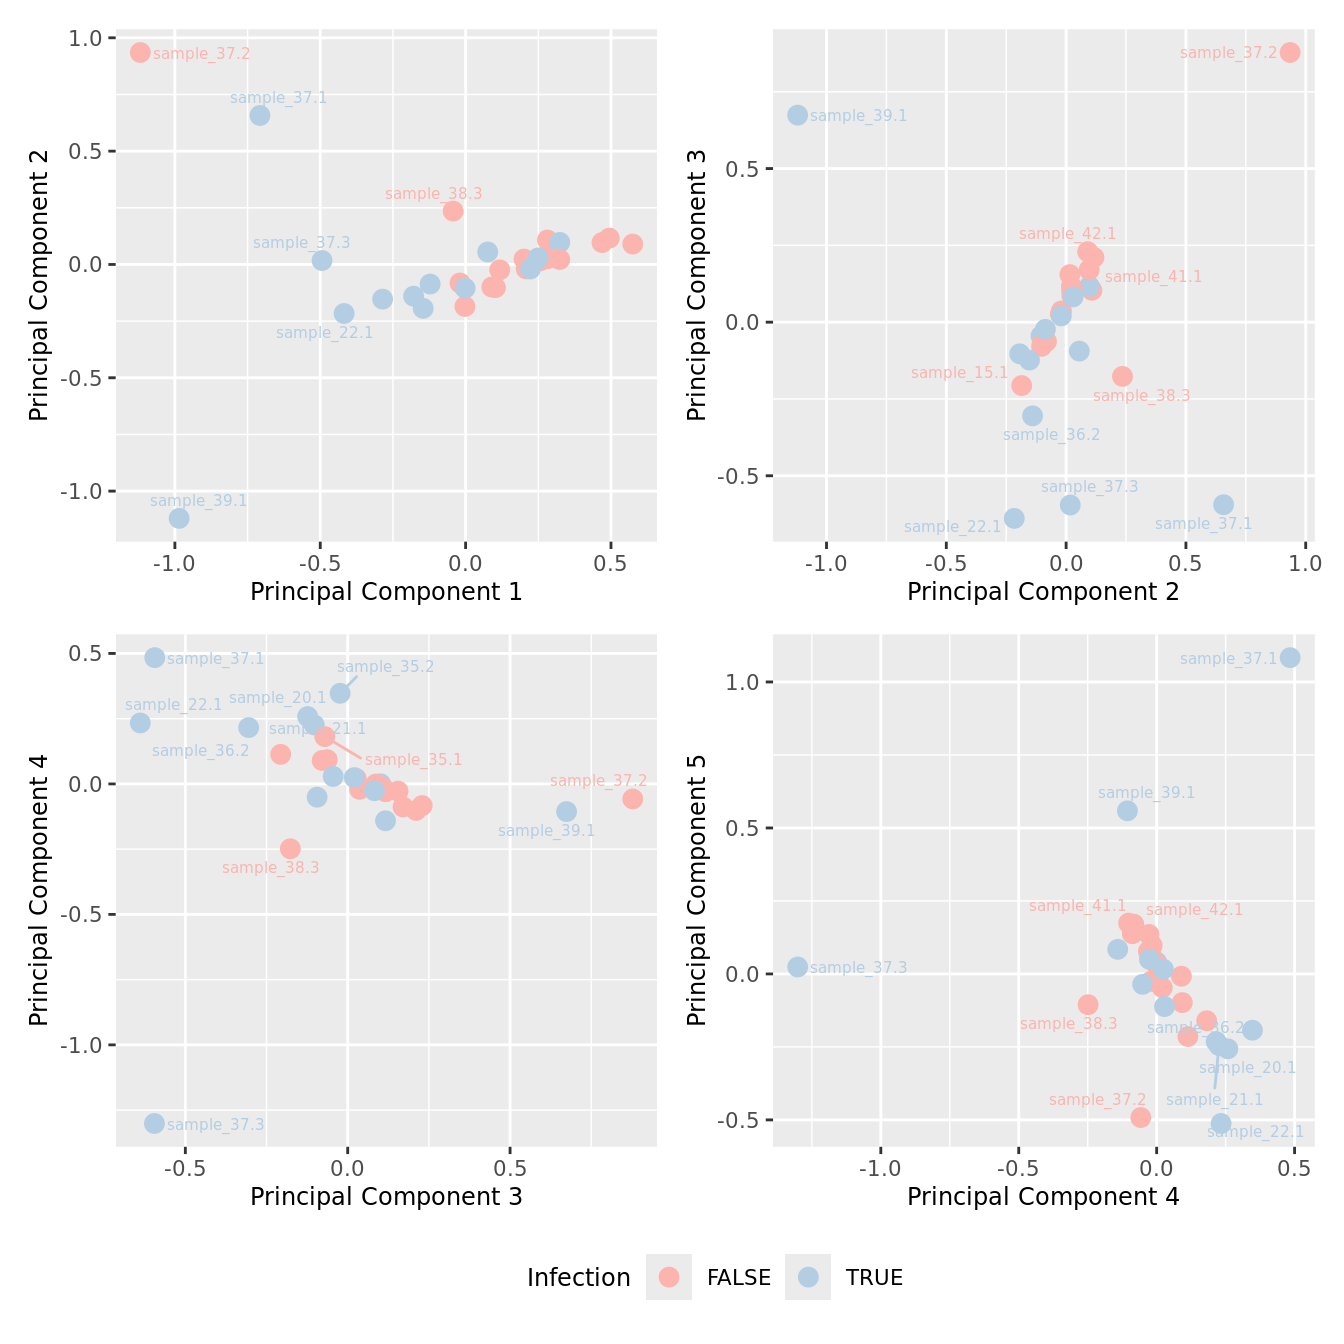 1.0
0.5
0.0
-0.5
-1.0
Principal Component 2
sample_37.2
sample_37.1
sample_38.3
sample_37.3
sample_22.1
sample_39.1
-1.0 -0.5 0.0 0.5
Principal Component 1
0.5
0.0
-0.5
Principal Component 3
sample_37.2
sample_39.1
sample_42.1
sample_41.1
sample_15.1
sample_38.3
sample_36.2
sample_37.3
sample_22.1
sample_37.1
-1.0 -0.5 0.0 0.5 1.0
Principal Component 2
0.5
0.0
-0.5
-1.0
Principal Component 4
sample_37.1
sample_35.2
sample_22.1
sample_20.1
sample_21.1
sample_36.2
sample_35.1
sample_37.2
sample_39.1
sample_38.3
sample_37.3
-0.5 0.0 0.5
Principal Component 3
1.0
0.5
0.0
-0.5
Principal Component 5
sample_37.1
sample_39.1
sample_41.1
sample_42.1
sample_37.3
sample_38.3
sample_36.2
sample_20.1
sample_37.2
sample_21.1
sample_22.1
-1.0 -0.5 0.0 0.5
Principal Component 4
Infection FALSE TRUE